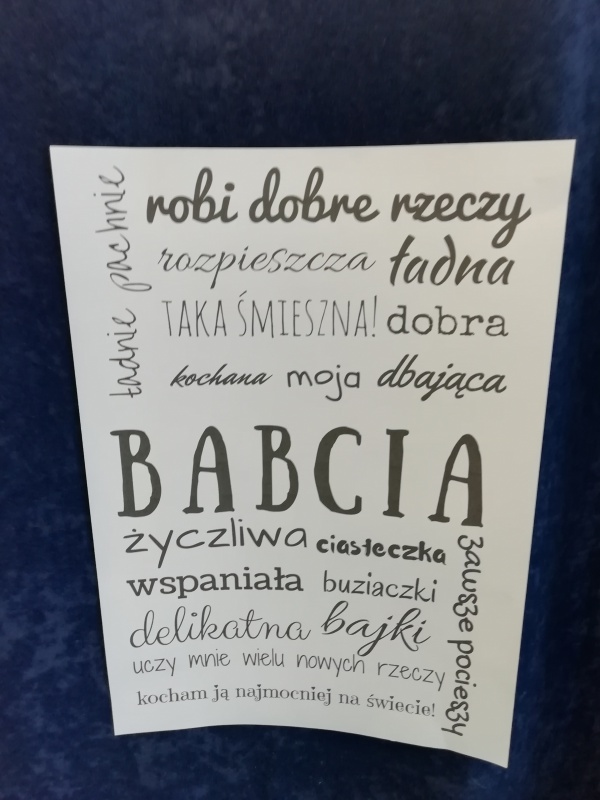 ładnie pachnie
robi dobre rzeczy
rozpieszcza ładna
TAKA ŚMIESZNA! dobra
kochana moja dbająca
BABCIA
życzliwa ciasteczka
wspaniała buziaczki
delikatna bajki
uczy mnie wielu nowych rzeczy
kocham ją najmocniej na świecie!
zawsze pocieszy